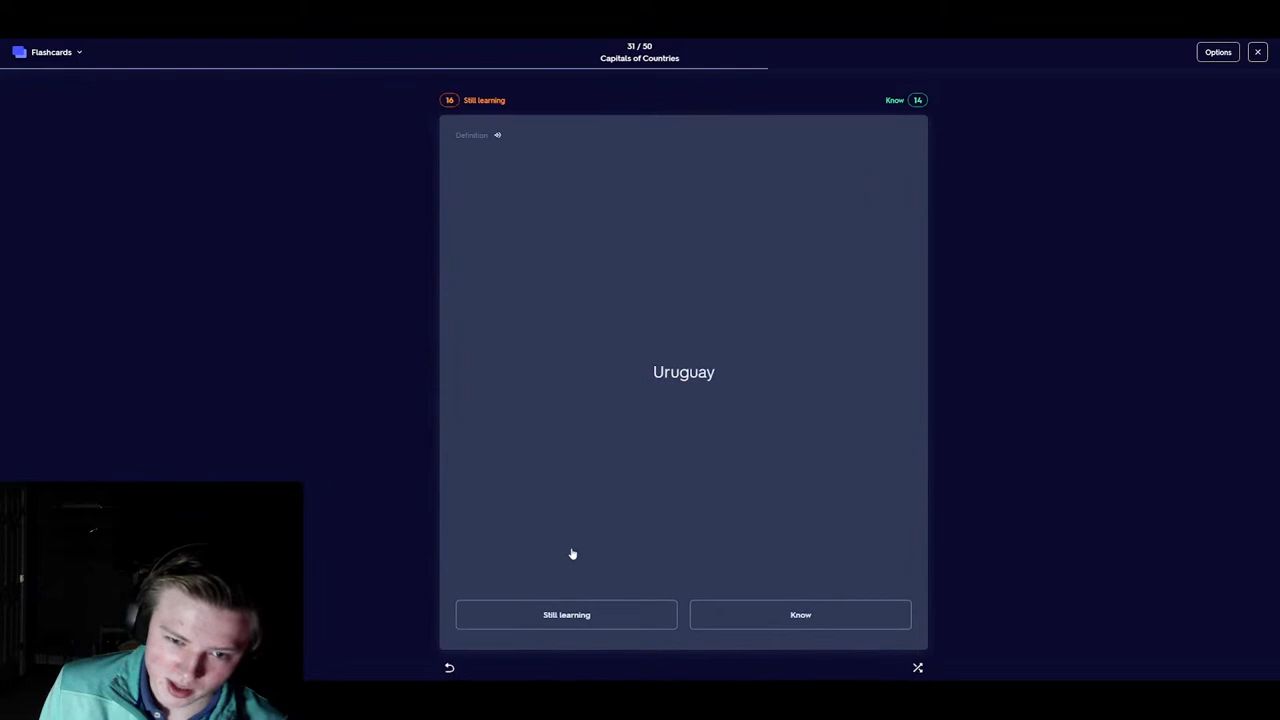 Flashcards
31 / 50
Capitals of Countries
Options
16 Still learning
Know 14
Definition
Uruguay
Still learning
Know